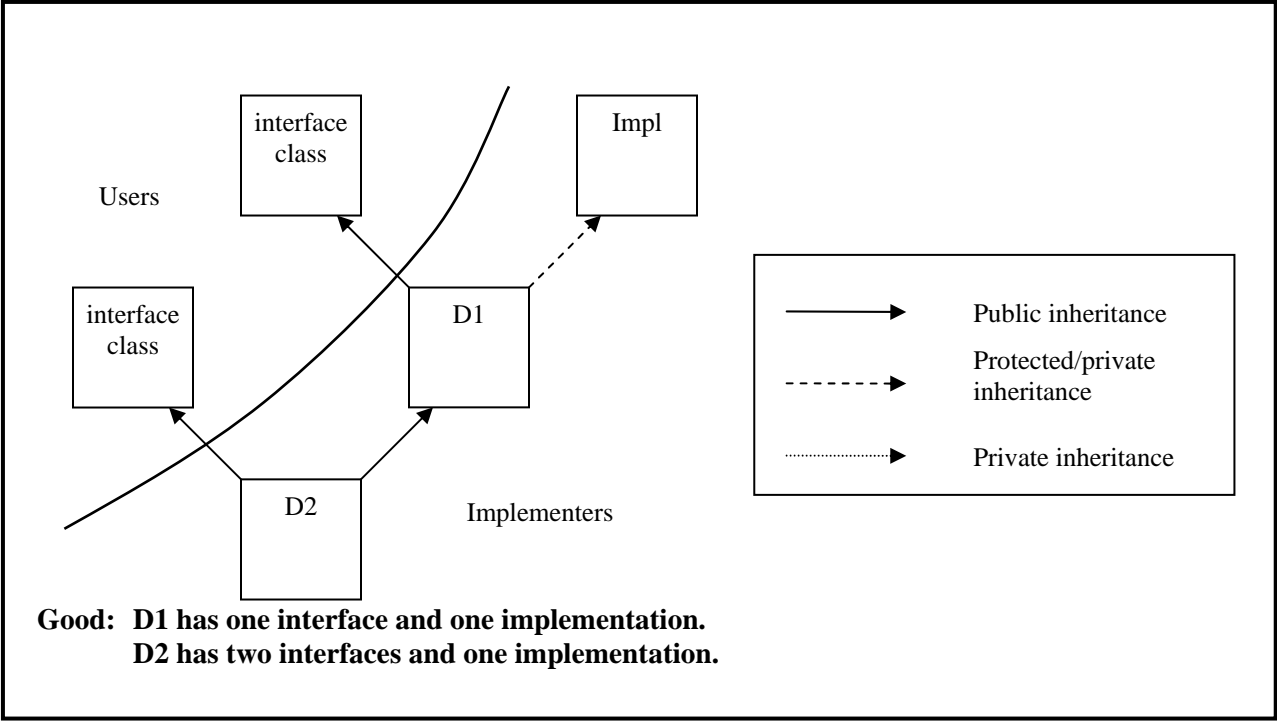 interface
class
Impl
Users
interface
class
D1
Public inheritance
Protected/private
inheritance
Private inheritance
D2
Implementers
Good: D1 has one interface and one implementation.
D2 has two interfaces and one implementation.